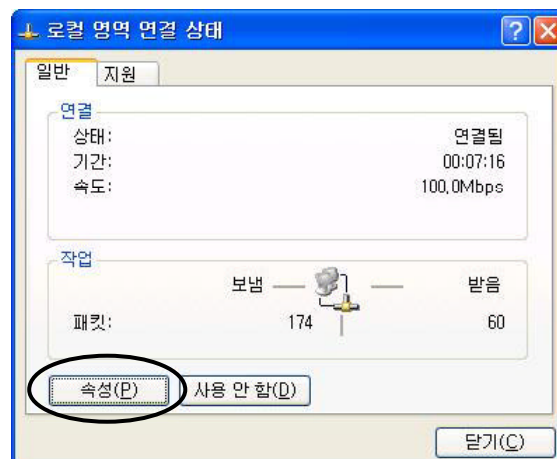 로컬 영역 연결 상태
일반 지원
연결
상태: 연결됨
기간: 00:07:16
속도: 100,0Mbps
작업
보냄 받음
패킷: 174 60
속성(P) 사용 안 함(D)
닫기(C)